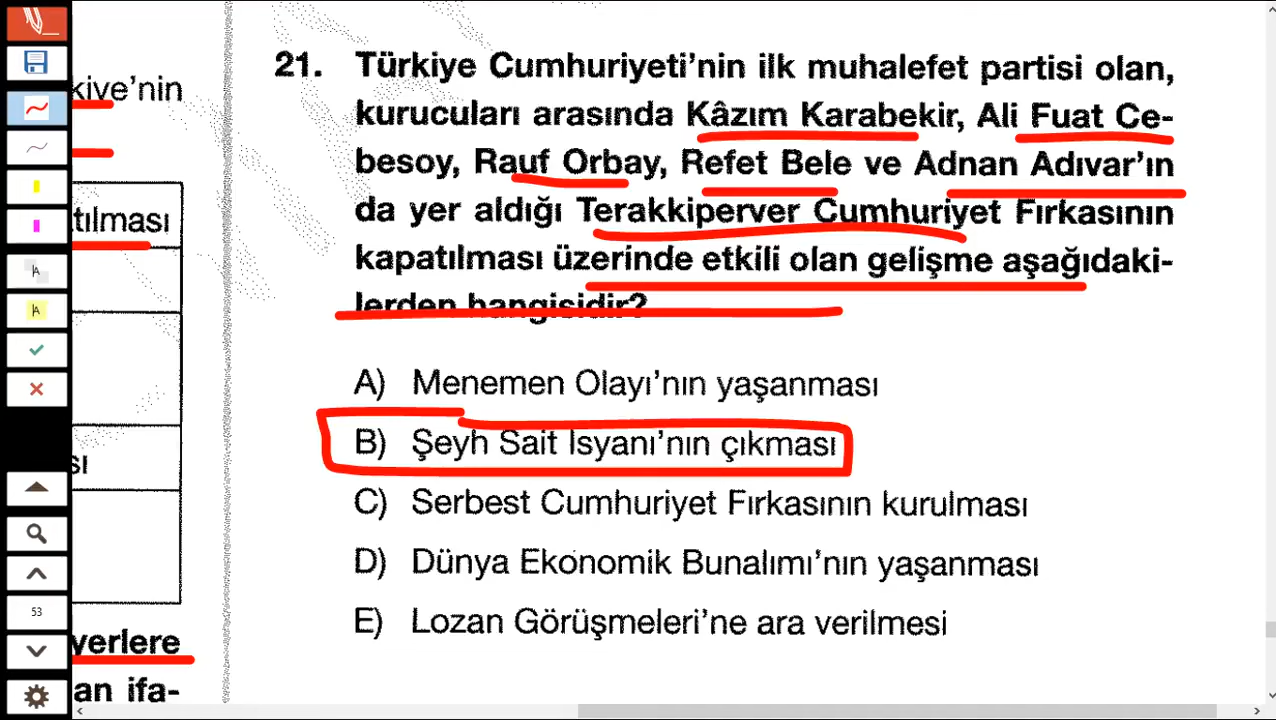 kiye'nin
atılması
sı
yerlere
an ifa-
21. Türkiye Cumhuriyeti'nin ilk muhalefet partisi olan,
kurucuları arasında Kâzım Karabekir, Ali Fuat Ce-
besoy, Rauf Orbay, Refet Bele ve Adnan Adıvar'ın
da yer aldığı Terakkiperver Cumhuriyet Fırkasının
kapatılması üzerinde etkili olan gelişme aşağıdaki-
lerden hangisidir?
A) Menemen Olayı'nın yaşanması
B) Şeyh Sait İsyanı'nın çıkması
C) Serbest Cumhuriyet Fırkasının kurulması
D) Dünya Ekonomik Bunalımı'nın yaşanması
E) Lozan Görüşmeleri'ne ara verilmesi
A
A
53